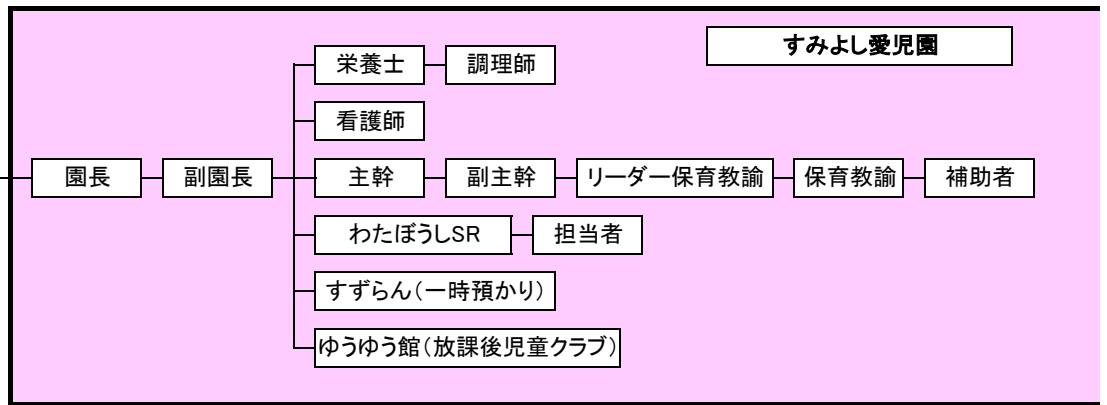 すみよし愛児園
栄養士 調理師
看護師
園長 副園長 主幹 副主幹 リーダー保育教諭 保育教諭 補助者
わたぼうしSR 担当者
すずらん(一時預かり)
ゆうゆう館(放課後児童クラブ)